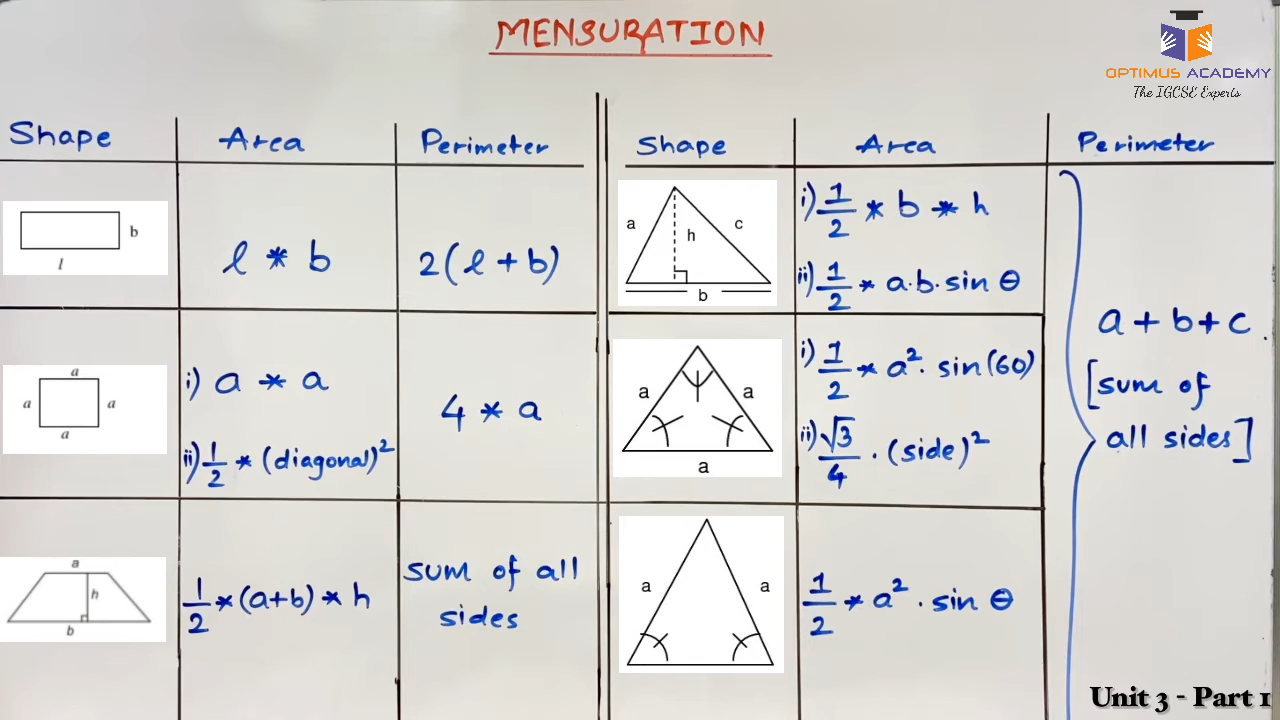 MENSURATION
OPTIMUS ACADEMY
The IGCSE Experts
Shape Area Perimeter
b
l
l * b
2(l + b)
a
a a
a
i) a * a
ii) 1/2 * (diagonal)²
4 * a
a
h
b
1/2 * (a+b) * h
sum of all
sides
Shape Area Perimeter
a h c
b
i) 1/2 * b * h
ii) 1/2 * a·b·sin θ
a a
a
i) 1/2 * a²· sin(60)
ii) √3/4 · (side)²
a a
1/2 * a² · sin θ
a + b + c.
[sum of
all sides]
Unit 3 - Part 1